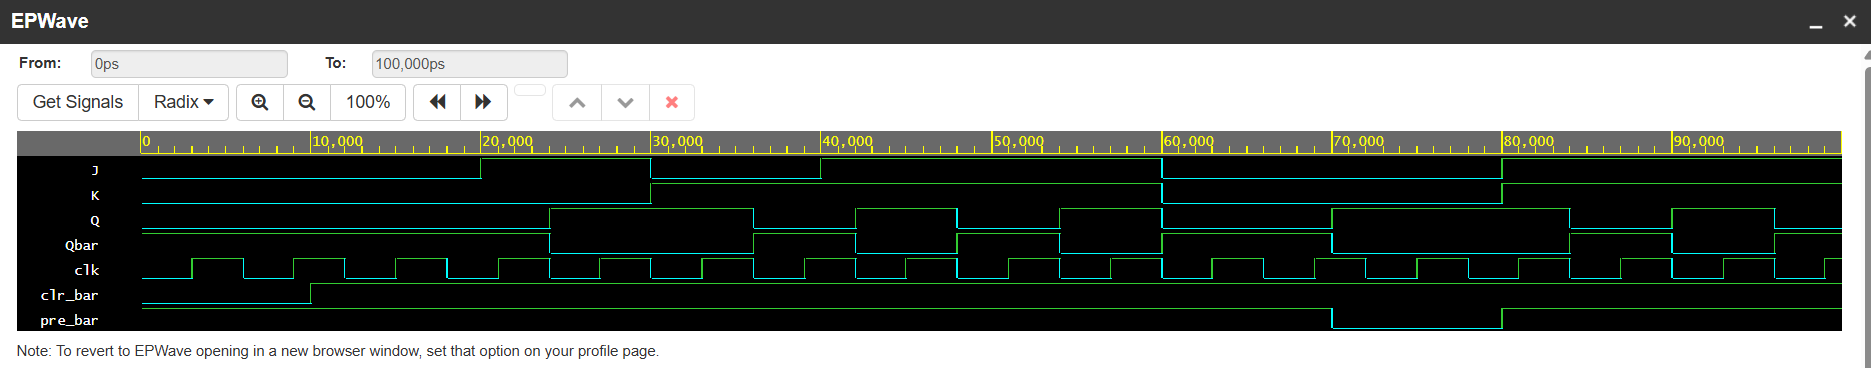 EPWave
From: 0ps To: 100,000ps
Get Signals Radix 100%
0 10,000 20,000 30,000 40,000 50,000 60,000 70,000 80,000 90,000
J
K
Q
Qbar
clk
clr_bar
pre_bar
Note: To revert to EPWave opening in a new browser window, set that option on your profile page.